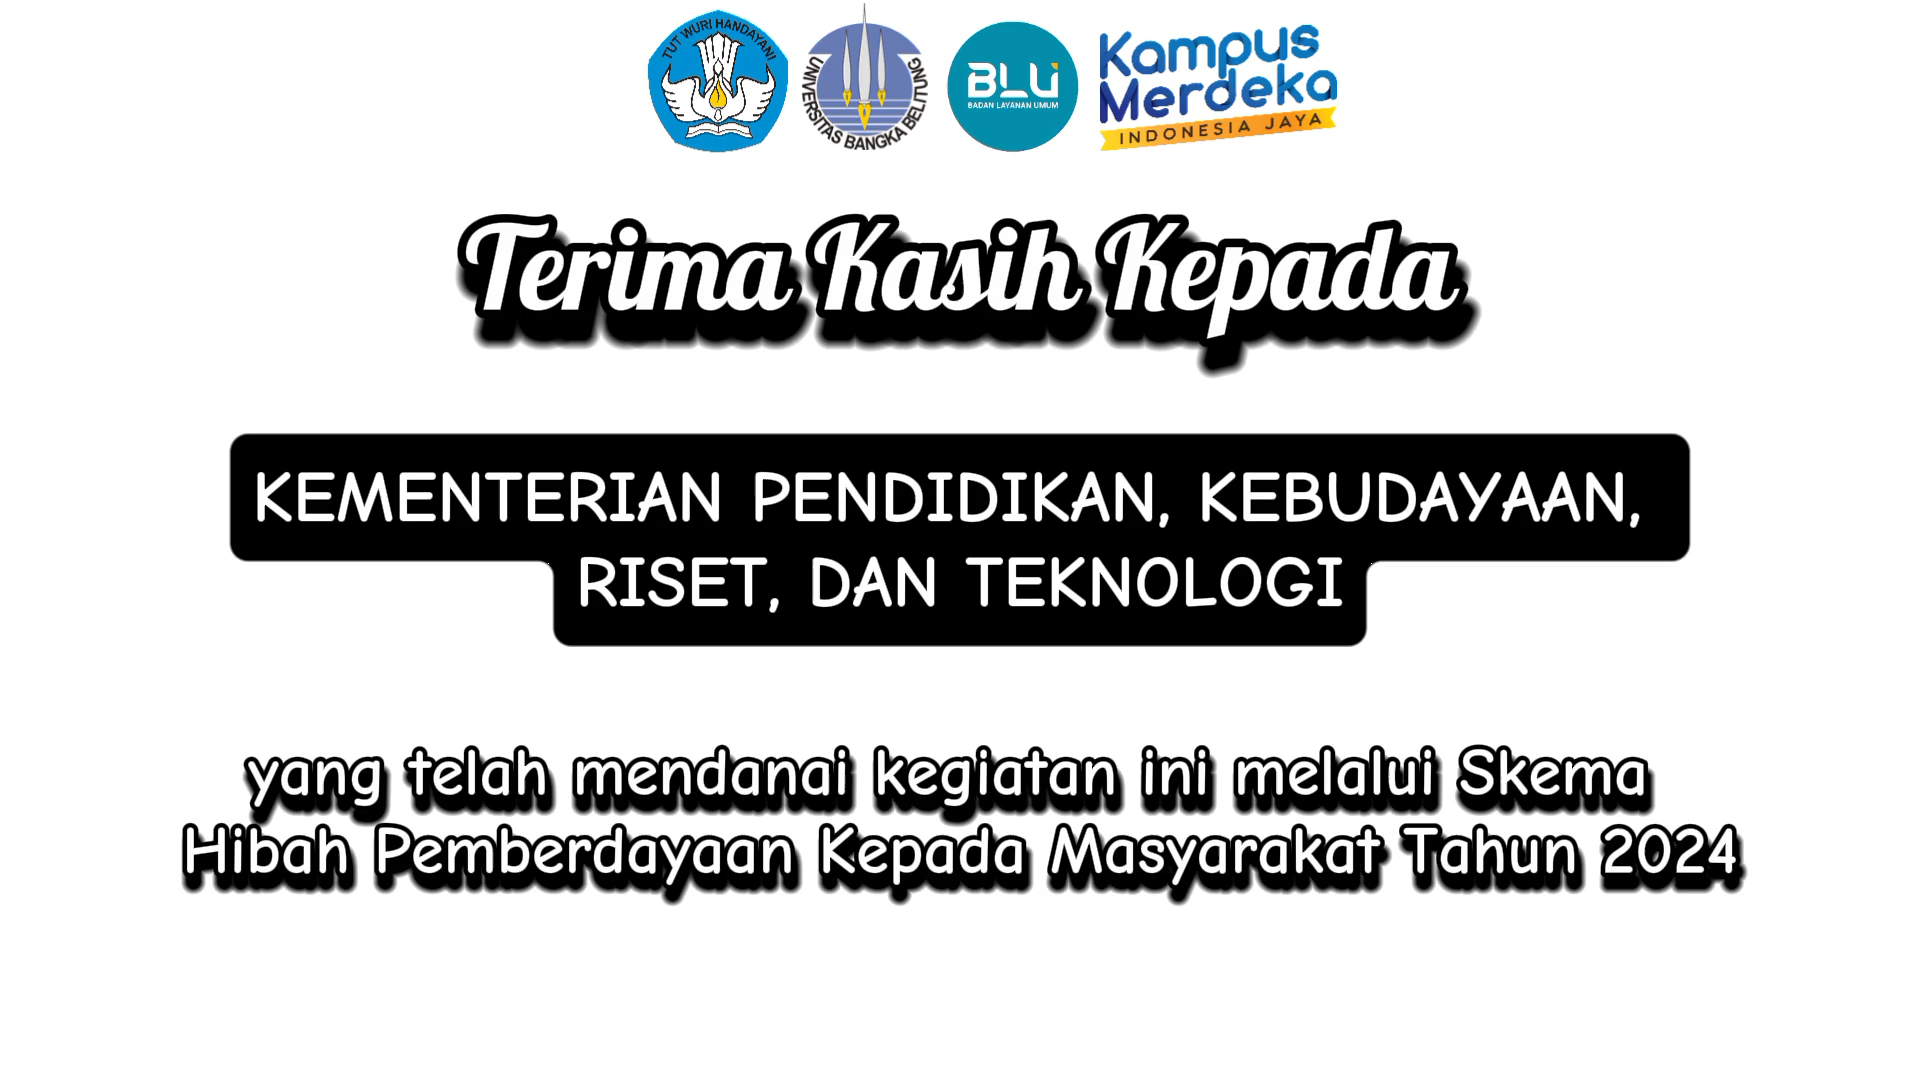 TUT WURI HANDAYANI
UNIVERSITAS BANGKA BELITUNG
BLU
BADAN LAYANAN UMUM
Kampus
Merdeka
INDONESIA JAYA
Terima Kasih Kepada
KEMENTERIAN PENDIDIKAN, KEBUDAYAAN,
RISET, DAN TEKNOLOGI
yang telah mendanai kegiatan ini melalui Skema
Hibah Pemberdayaan Kepada Masyarakat Tahun 2024